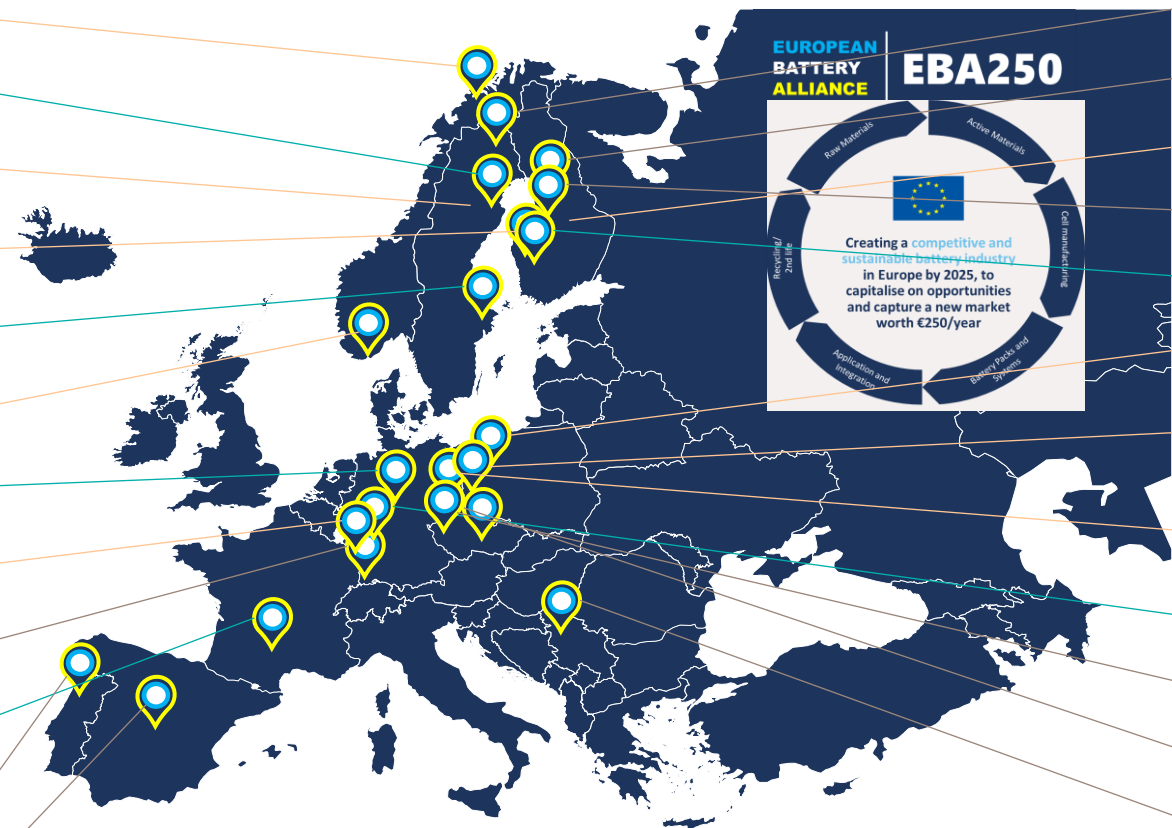 EUROPEAN
BATTERY
ALLIANCE
EBA250
Raw Materials
Active Materials
Cell manufacturing
Battery Packs and
Systems
Application and
Integration
Recycling/
2nd life
Creating a competitive and
sustainable battery industry
in Europe by 2025, to
capitalise on opportunities
and capture a new market
worth €250/year